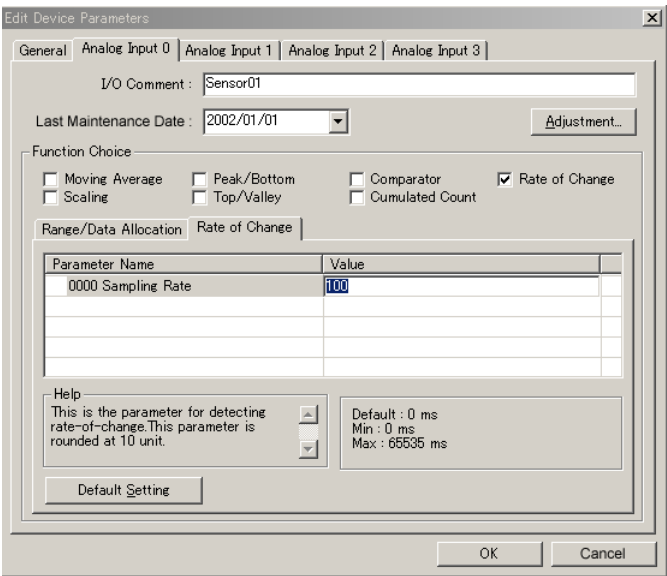 Edit Device Parameters
General Analog Input 0 Analog Input 1 Analog Input 2 Analog Input 3
I/O Comment : Sensor01
Last Maintenance Date : 2002/01/01 Adjustment...
Function Choice
Moving Average Peak/Bottom Comparator Rate of Change
Scaling Top/Valley Cumulated Count
Range/Data Allocation Rate of Change
Parameter Name Value
0000 Sampling Rate 100
Help
This is the parameter for detecting
rate-of-change.This parameter is
rounded at 10 unit.
Default : 0 ms
Min : 0 ms
Max : 65535 ms
Default Setting
OK Cancel